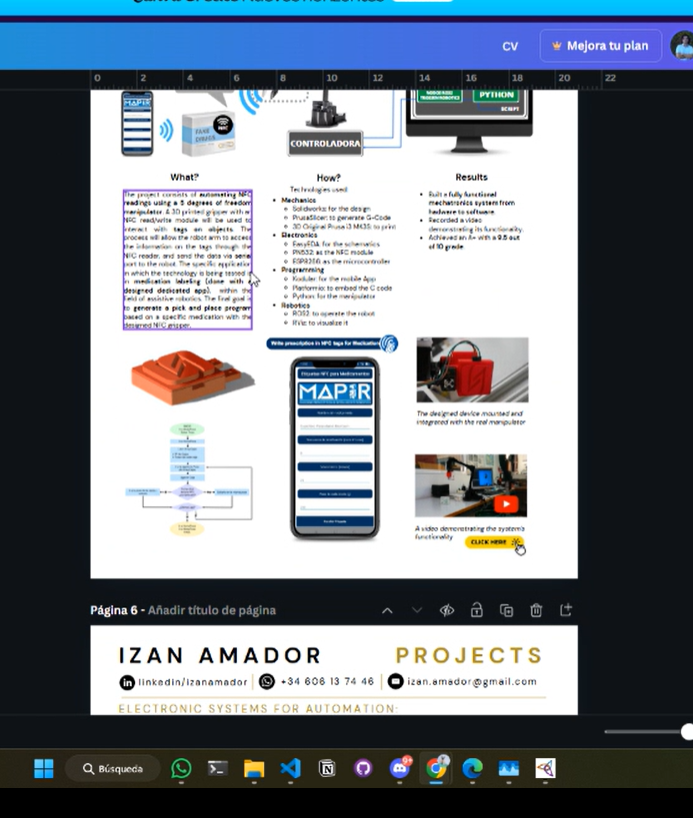 CV
Mejora tu plan
0 2 4 6 8 10 12 14 16 18 20 22
MAPIR
NFC
CONTROLADORA
PYTHON
SCRIPT
What?
The project consists of automating NFC
readings using a 5 degrees of freedom
manipulator. A 3D printed gripper with an
NFC read/write module will be used to
interact with tags on objects. The
process will allow the robot arm to access
the information on the tags through the
NFC reader, and send the data via serial
port to the robot. The specific application
in which the technology is being tested is
in medication labeling (done with a
designed dedicated app), within the
field of assistive robotics. The final goal is
to generate a pick and place program
based on a specific medication with the
designed NFC gripper.
How?
Technologies used:
Mechanics
Solidworks: for the design
PrusaSlicer: to generate G-Code
3D Original Prusa i3 MK3S: to print
Electronics
EasyEDA: for the schematics
PN532: as the NFC module
ESP8266: as the microcontroller
Programming
Kodular: for the mobile App
Platformio: to embed the C code
Python: for the manipulator
Robotics
ROS2: to operate the robot
RViz: to visualize it
Results
Built a fully functional
mechatronics system from
hadware to software.
Recorded a video
demonstrating its functionality.
Achieved an A+ with a 9.5 out
of 10 grade.
Write prescription in NFC tags for Medication
Etiquetas NFC para Medicamentos
MAPIR
The designed device mounted and
integrated with the real manipulator
A video demonstrating the system's
functionality
CLICK HERE
Página 6 - Añadir título de página
IZAN AMADOR PROJECTS
in linkedin/izanamador +34 606 13 74 46 izan.amador@gmail.com
ELECTRONIC SYSTEMS FOR AUTOMATION:
Búsqueda